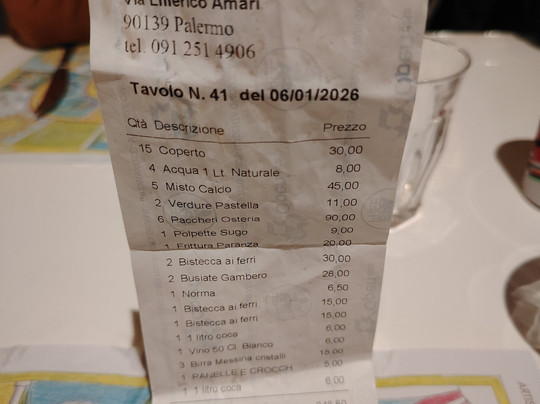 Via Emerico Amari
90139 Palermo
tel. 091 251 4906
Tavolo N. 41 del 06/01/2026
Qtà Descrizione Prezzo
15 Coperto 30,00
4 Acqua 1 Lt. Naturale 8,00
5 Misto Caldo 45,00
2 Verdure Pastella 11,00
6 Paccheri Osteria 90,00
1 Polpette Sugo 9,00
1 Frittura Paranza 20,00
2 Bistecca ai ferri 30,00
2 Busiate Gambero 28,00
1 Norma 6,50
1 Bistecca ai ferri 15,00
1 Bistecca ai ferri 15,00
1 1 litro coca 6,00
1 Vino 50 Cl. Bianco 6,00
3 Birra Messina cristalli 15,00
1 PANELLE E CROCCH 5,00
1 1 litro coca 6,00